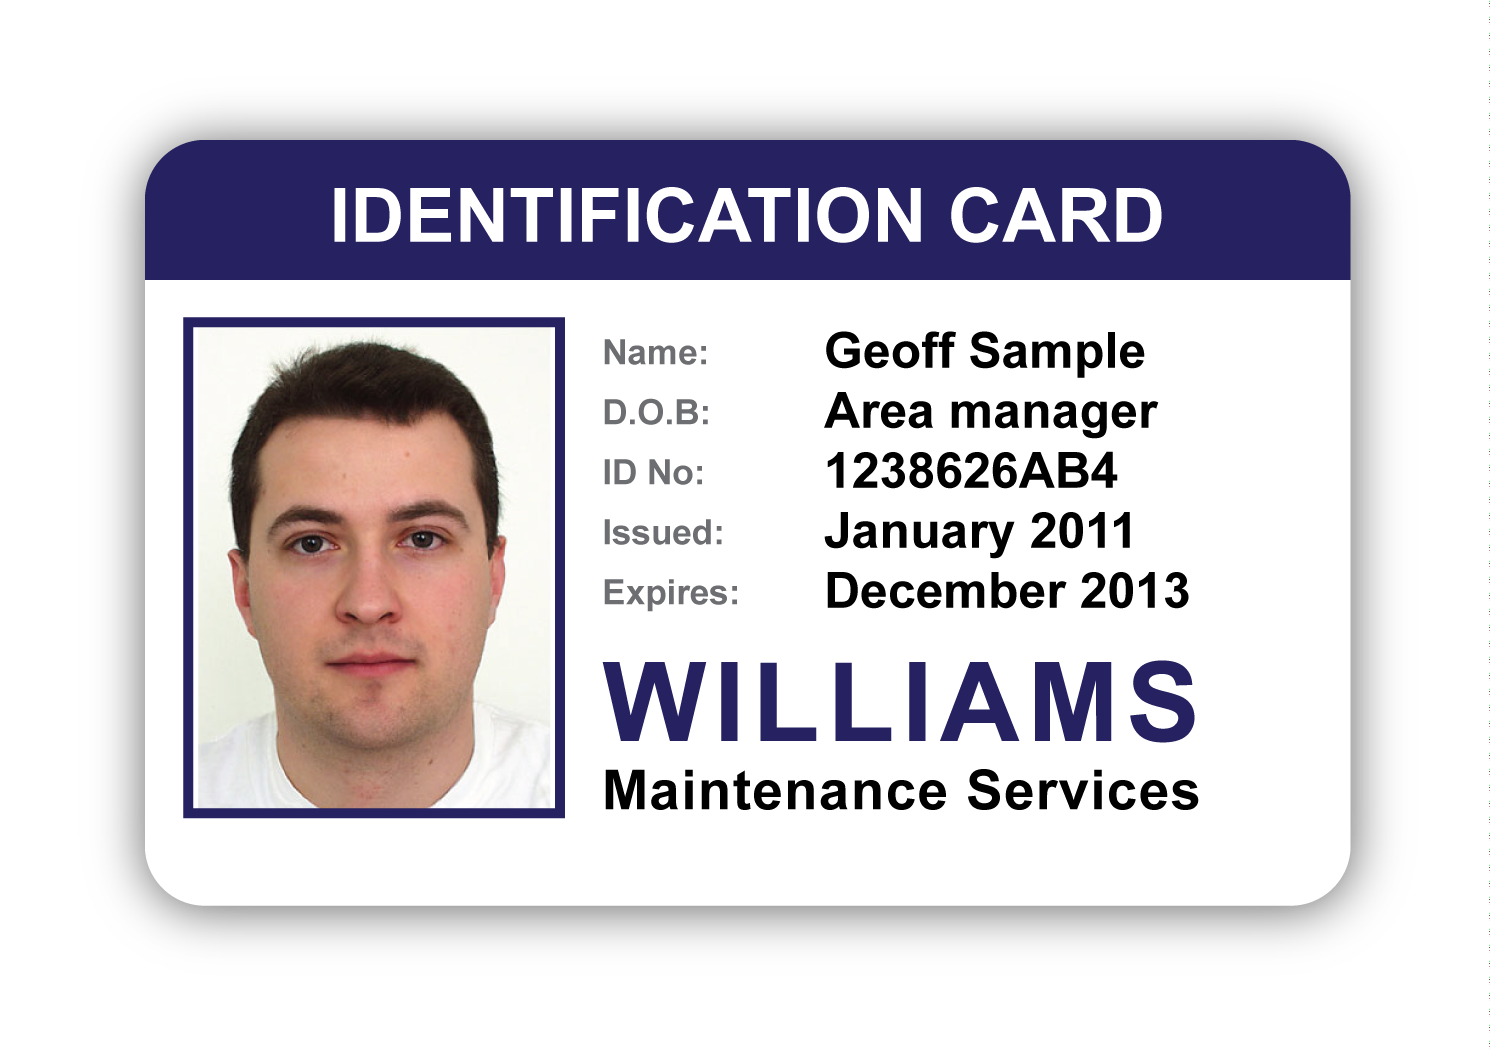 IDENTIFICATION CARD
Name: Geoff Sample
D.O.B: Area manager
ID No: 1238626AB4
Issued: January 2011
Expires: December 2013
WILLIAMS
Maintenance Services